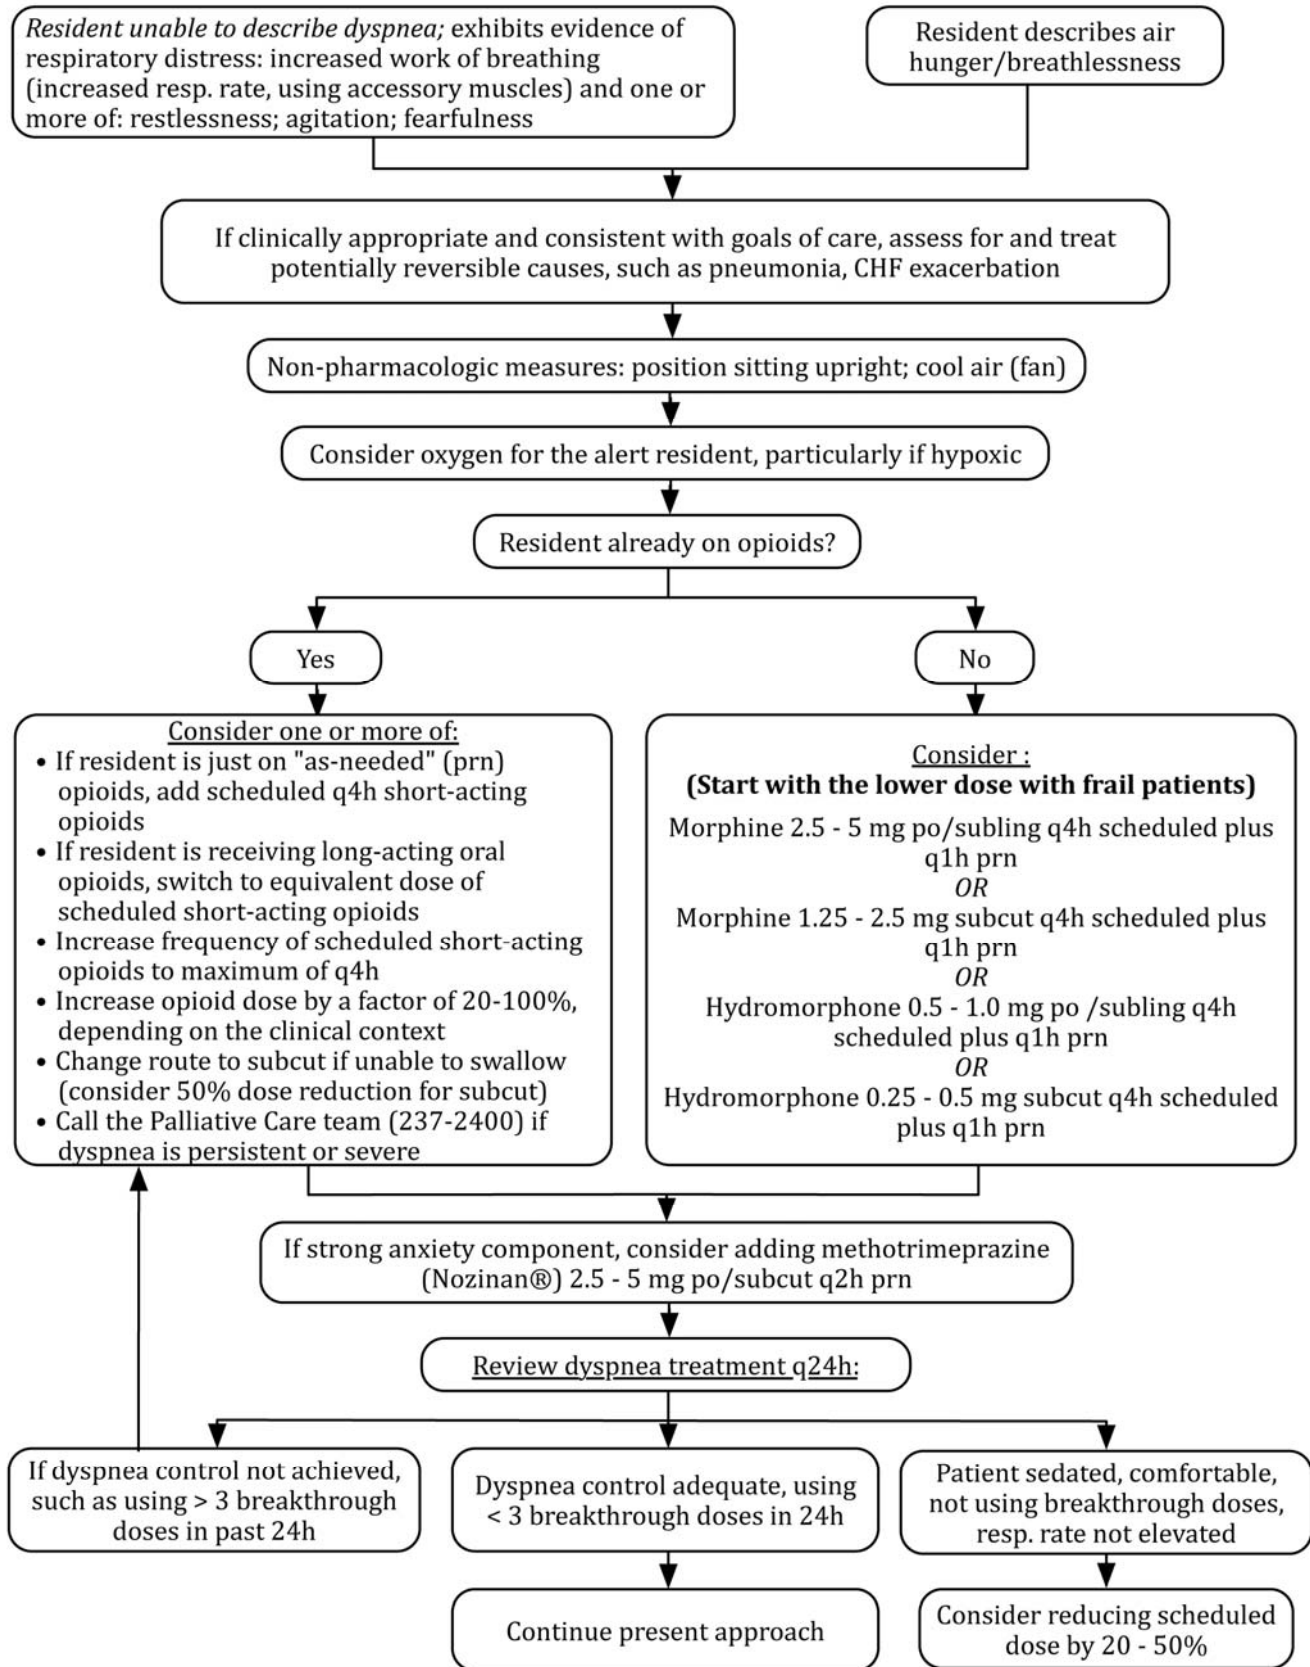 Resident unable to describe dyspnea; exhibits evidence of
respiratory distress: increased work of breathing
(increased resp. rate, using accessory muscles) and one or
more of: restlessness; agitation; fearfulness
Resident describes air
hunger/breathlessness
If clinically appropriate and consistent with goals of care, assess for and treat
potentially reversible causes, such as pneumonia, CHF exacerbation
Non-pharmacologic measures: position sitting upright; cool air (fan)
Consider oxygen for the alert resident, particularly if hypoxic
Resident already on opioids?
Yes
No
Consider one or more of:
• If resident is just on "as-needed" (prn)
opioids, add scheduled q4h short-acting
opioids
• If resident is receiving long-acting oral
opioids, switch to equivalent dose of
scheduled short-acting opioids
• Increase frequency of scheduled short-acting
opioids to maximum of q4h
• Increase opioid dose by a factor of 20-100%,
depending on the clinical context
• Change route to subcut if unable to swallow
(consider 50% dose reduction for subcut)
• Call the Palliative Care team (237-2400) if
dyspnea is persistent or severe
Consider :
(Start with the lower dose with frail patients)
Morphine 2.5 - 5 mg po/subling q4h scheduled plus
q1h prn
OR
Morphine 1.25 - 2.5 mg subcut q4h scheduled plus
q1h prn
OR
Hydromorphone 0.5 - 1.0 mg po /subling q4h
scheduled plus q1h prn
OR
Hydromorphone 0.25 - 0.5 mg subcut q4h scheduled
plus q1h prn
If strong anxiety component, consider adding methotrimeprazine
(Nozinan®) 2.5 - 5 mg po/subcut q2h prn
Review dyspnea treatment q24h:
If dyspnea control not achieved,
such as using > 3 breakthrough
doses in past 24h
Dyspnea control adequate, using
< 3 breakthrough doses in 24h
Patient sedated, comfortable,
not using breakthrough doses,
resp. rate not elevated
Continue present approach
Consider reducing scheduled
dose by 20 - 50%